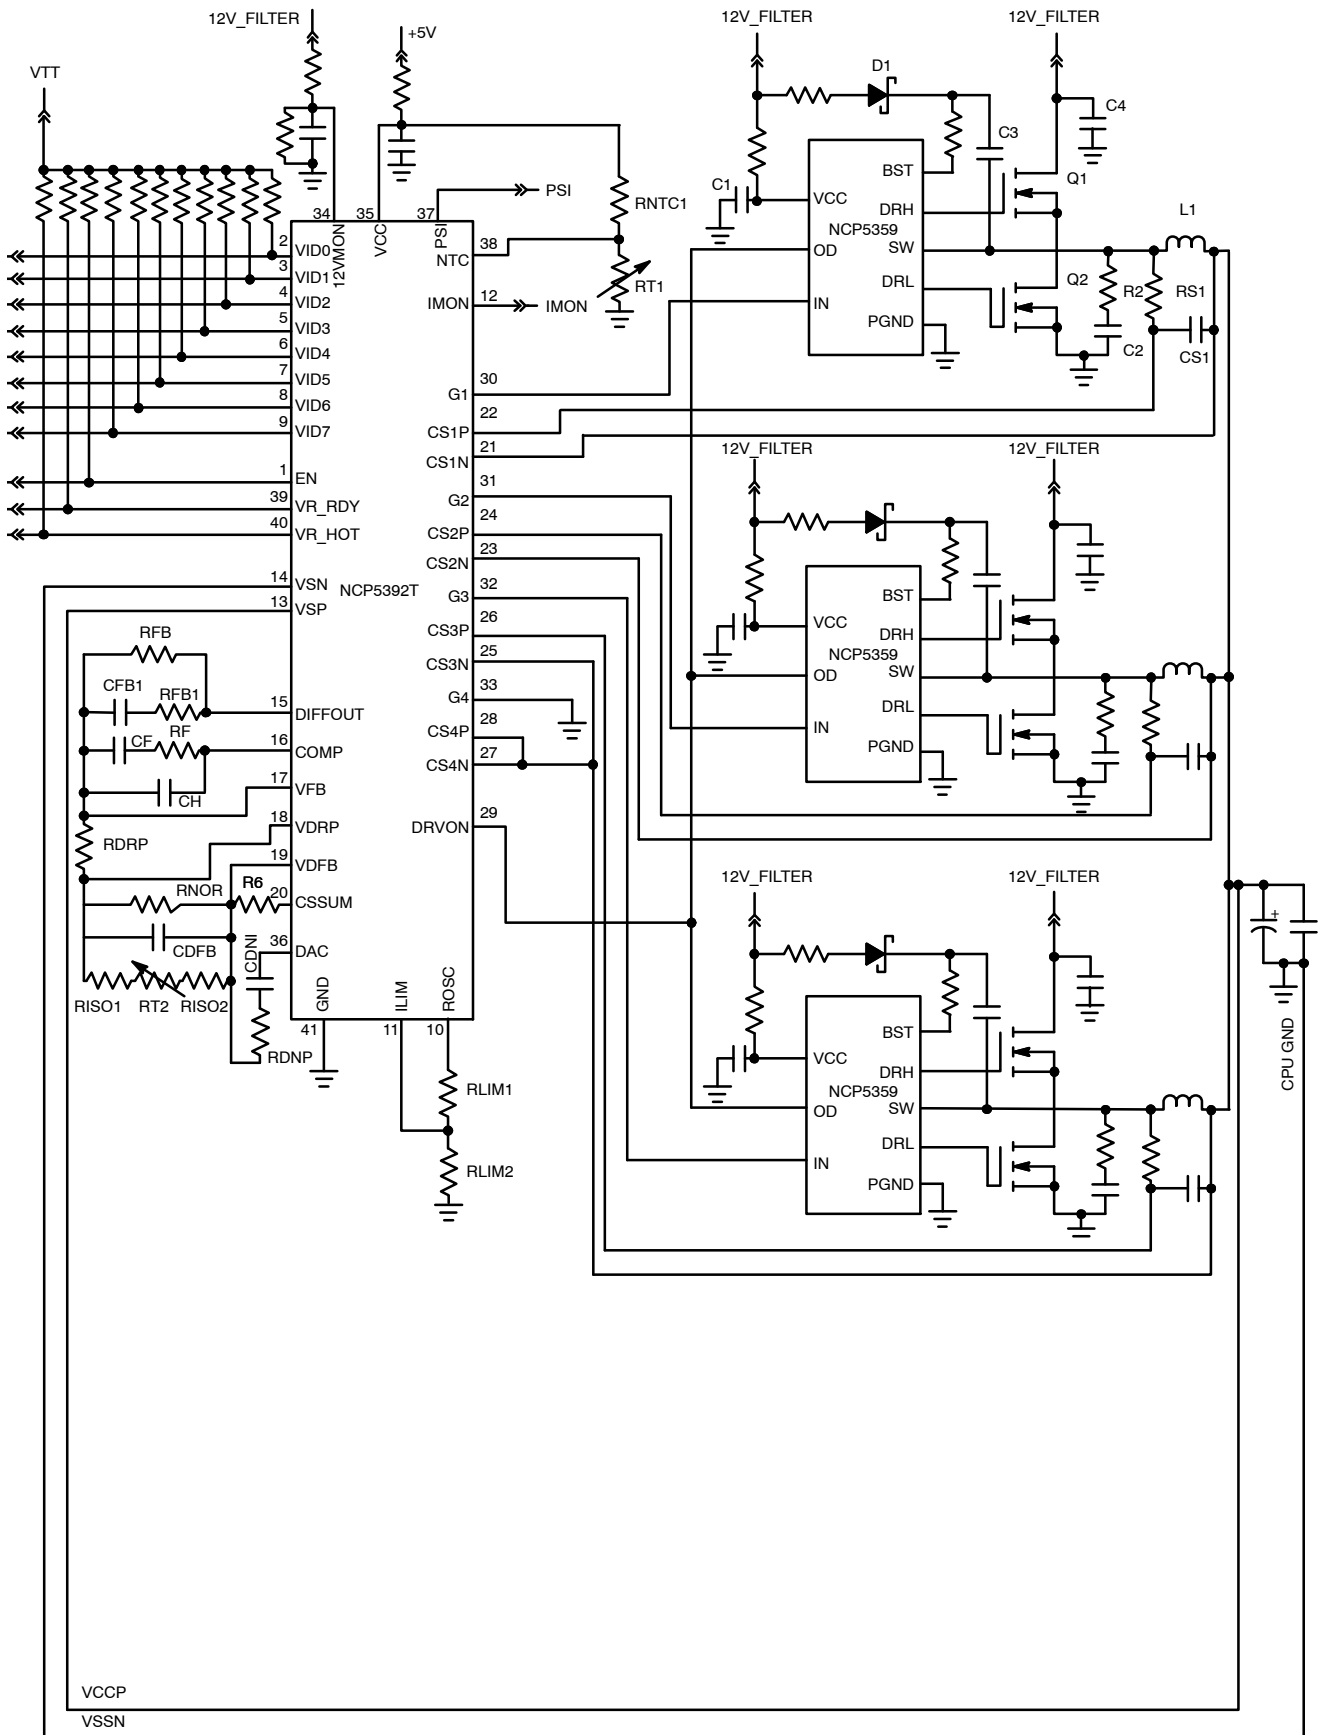 12V_FILTER
+5V
12V_FILTER
12V_FILTER
VTT
D1
C4
C3
BST
Q1
C1
VCC
DRH
NCP5359
SW
L1
OD
DRL
Q2
R2
RS1
IN
PGND
C2
CS1
PSI
RNTC1
34
35
37
12VMON
VCC
PSI
38
NTC
RT1
12
IMON
IMON
2
VID0
3
VID1
4
VID2
5
VID3
6
VID4
7
VID5
8
VID6
9
VID7
1
EN
39
VR_RDY
40
VR_HOT
14
VSN
NCP5392T
13
VSP
30
G1
22
CS1P
21
CS1N
31
G2
24
CS2P
23
CS2N
32
G3
26
CS3P
25
CS3N
33
G4
28
CS4P
27
CS4N
29
DRVON
12V_FILTER
12V_FILTER
BST
VCC
DRH
NCP5359
SW
OD
DRL
IN
PGND
RFB
CFB1
RFB1
15
DIFFOUT
CF
RF
16
COMP
CH
17
VFB
RDRP
18
VDRP
19
VDFB
RNOR
R6
20
CSSUM
CDFB
CDNI
36
DAC
RISO1
RT2
RISO2
RDNP
GND
ILIM
ROSC
41
11
10
RLIM1
RLIM2
12V_FILTER
12V_FILTER
BST
VCC
DRH
NCP5359
SW
OD
DRL
IN
PGND
+
CPU GND
VCCP
VSSN